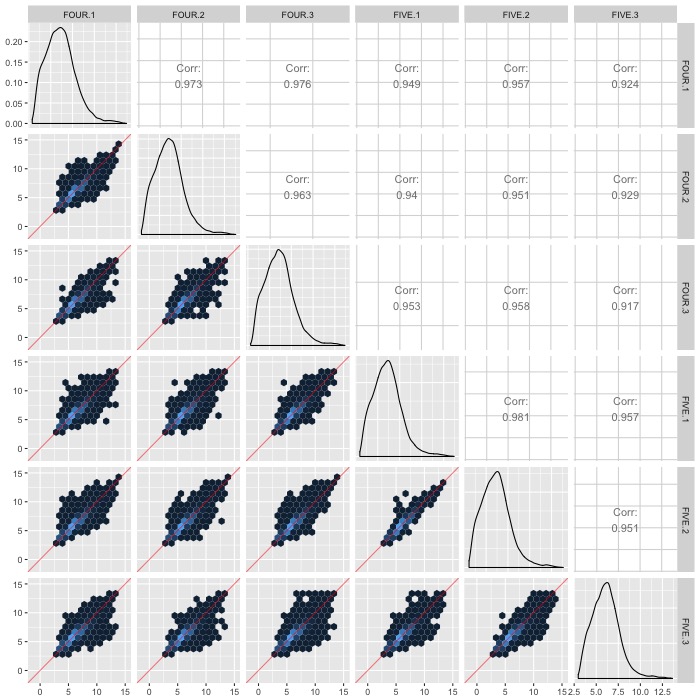 FOUR.1 FOUR.2 FOUR.3 FIVE.1 FIVE.2 FIVE.3
0.20
0.15
0.10
0.05
0.00
Corr:
0.973
Corr:
0.976
Corr:
0.949
Corr:
0.957
Corr:
0.924
FOUR.1
15
10
5
0
Corr:
0.963
Corr:
0.94
Corr:
0.951
Corr:
0.929
FOUR.2
15
10
5
0
Corr:
0.953
Corr:
0.958
Corr:
0.917
FOUR.3
15
10
5
0
Corr:
0.981
Corr:
0.957
FIVE.1
15
10
5
0
Corr:
0.951
FIVE.2
15
10
5
0
FIVE.3
0 5 10 15 0 5 10 15 0 5 10 15 0 5 10 15 0 5 10 15 2.5 5.0 7.5 10.0 12.5